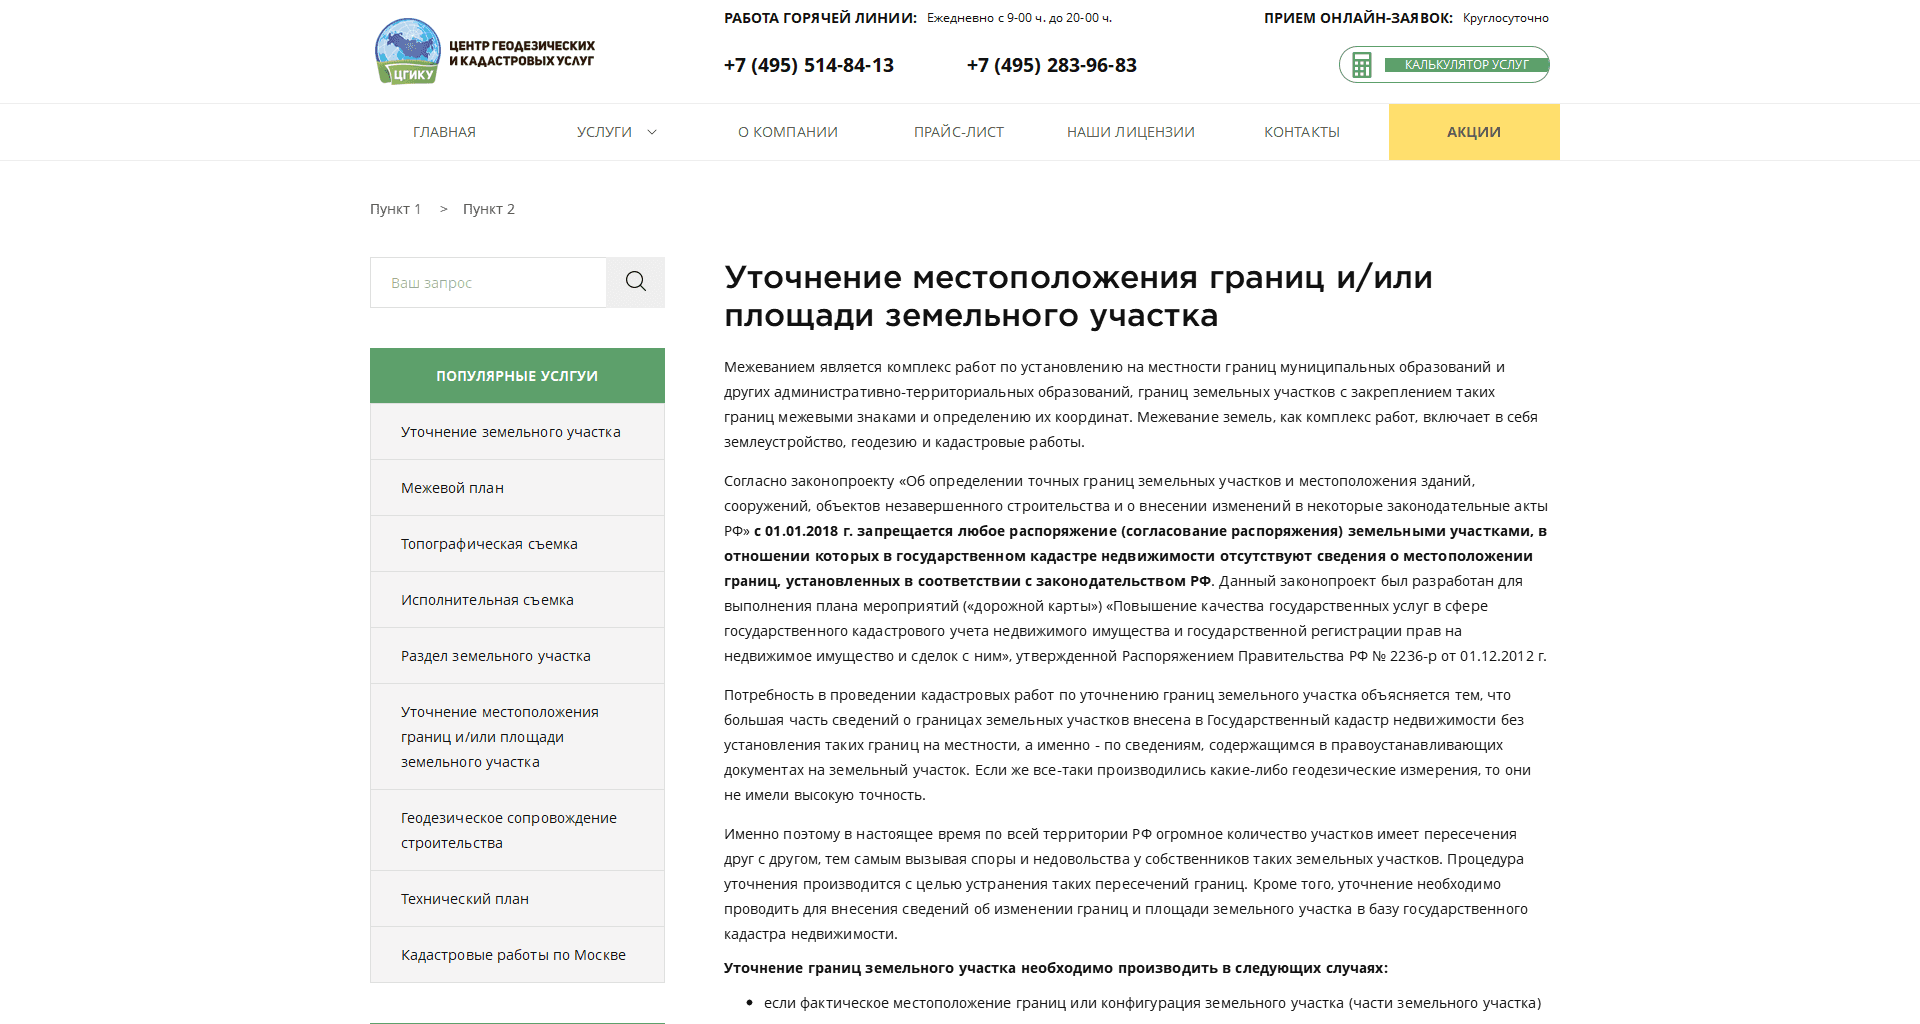 ЦГИКУ
ЦЕНТР ГЕОДЕЗИЧЕСКИХ
И КАДАСТРОВЫХ УСЛУГ
РАБОТА ГОРЯЧЕЙ ЛИНИИ: Ежедневно с 9-00 ч. до 20-00 ч.
ПРИЕМ ОНЛАЙН-ЗАЯВОК: Круглосуточно
+7 (495) 514-84-13
+7 (495) 283-96-83
КАЛЬКУЛЯТОР УСЛУГ
ГЛАВНАЯ
УСЛУГИ
О КОМПАНИИ
ПРАЙС-ЛИСТ
НАШИ ЛИЦЕНЗИИ
КОНТАКТЫ
АКЦИИ
Пункт 1 > Пункт 2
Ваш запрос
ПОПУЛЯРНЫЕ УСЛГУИ
Уточнение земельного участка
Межевой план
Топографическая съемка
Исполнительная съемка
Раздел земельного участка
Уточнение местоположения
границ и/или площади
земельного участка
Геодезическое сопровождение
строительства
Технический план
Кадастровые работы по Москве
Уточнение местоположения границ и/или
площади земельного участка
Межеванием является комплекс работ по установлению на местности границ муниципальных образований и
других административно-территориальных образований, границ земельных участков с закреплением таких
границ межевыми знаками и определению их координат. Межевание земель, как комплекс работ, включает в себя
землеустройство, геодезию и кадастровые работы.
Согласно законопроекту «Об определении точных границ земельных участков и местоположения зданий,
сооружений, объектов незавершенного строительства и о внесении изменений в некоторые законодательные акты
РФ» с 01.01.2018 г. запрещается любое распоряжение (согласование распоряжения) земельными участками, в
отношении которых в государственном кадастре недвижимости отсутствуют сведения о местоположении
границ, установленных в соответствии с законодательством РФ. Данный законопроект был разработан для
выполнения плана мероприятий («дорожной карты») «Повышение качества государственных услуг в сфере
государственного кадастрового учета недвижимого имущества и государственной регистрации прав на
недвижимое имущество и сделок с ним», утвержденной Распоряжением Правительства РФ № 2236-р от 01.12.2012 г.
Потребность в проведении кадастровых работ по уточнению границ земельного участка объясняется тем, что
большая часть сведений о границах земельных участков внесена в Государственный кадастр недвижимости без
установления таких границ на местности, а именно - по сведениям, содержащимся в правоустанавливающих
документах на земельный участок. Если же все-таки производились какие-либо геодезические измерения, то они
не имели высокую точность.
Именно поэтому в настоящее время по всей территории РФ огромное количество участков имеет пересечения
друг с другом, тем самым вызывая споры и недовольства у собственников таких земельных участков. Процедура
уточнения производится с целью устранения таких пересечений границ. Кроме того, уточнение необходимо
проводить для внесения сведений об изменении границ и площади земельного участка в базу государственного
кадастра недвижимости.
Уточнение границ земельного участка необходимо производить в следующих случаях:
• если фактическое местоположение границ или конфигурация земельного участка (части земельного участка)